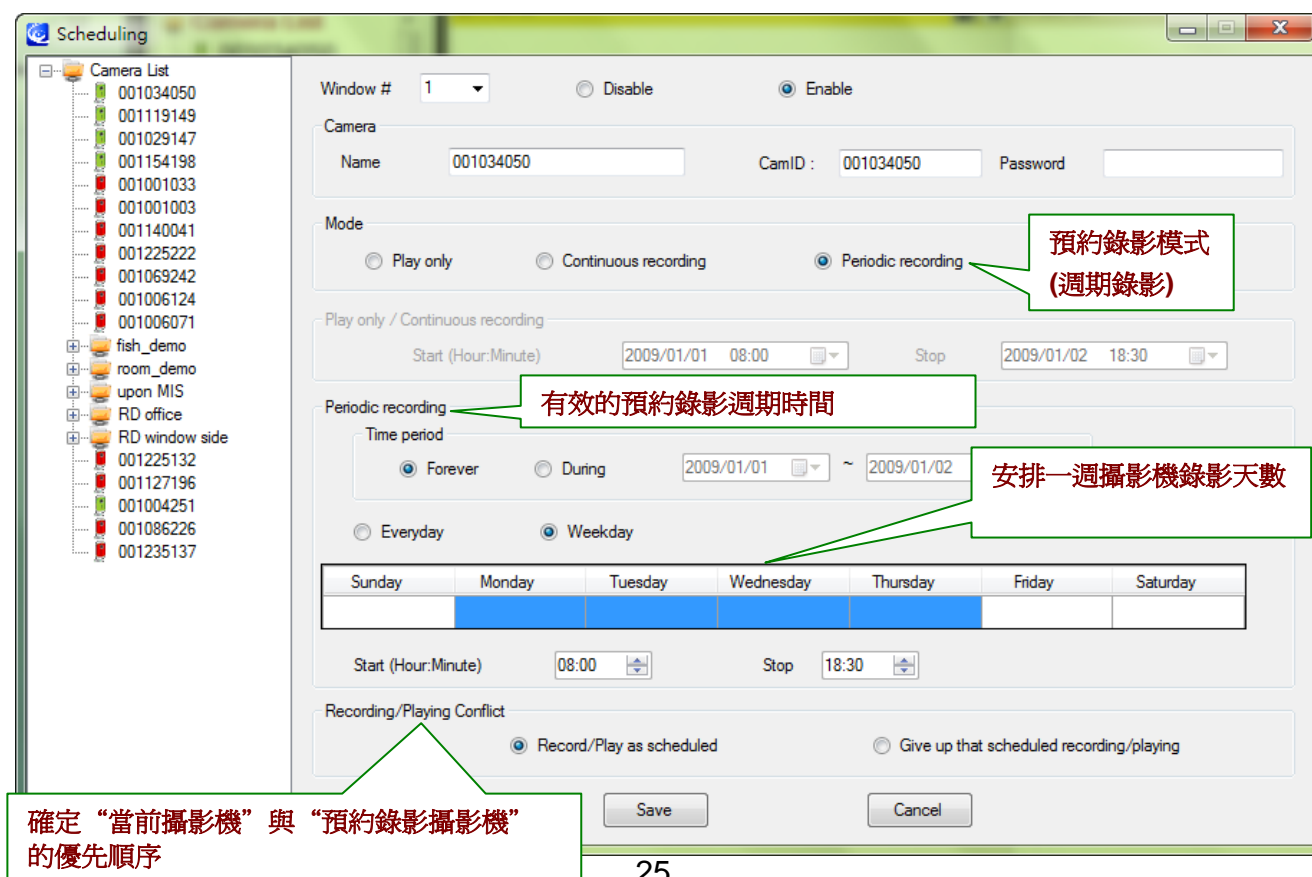 Scheduling
Camera List
001034050
001119149
001029147
001154198
001001033
001001003
001140041
001225222
001069242
001006124
001006071
fish_demo
room_demo
upon MIS
RD office
RD window side
001225132
001127196
001004251
001086226
001235137
Window # 1 Disable Enable
Camera
Name 001034050 CamID : 001034050 Password
Mode
Play only Continuous recording Periodic recording
預約錄影模式
(週期錄影)
Play only / Continuous recording
Start (Hour:Minute) 2009/01/01 08:00 Stop 2009/01/02 18:30
Periodic recording
有效的預約錄影週期時間
Time period
Forever During 2009/01/01 ~ 2009/01/02
安排一週攝影機錄影天數
Everyday Weekday
Sunday Monday Tuesday Wednesday Thursday Friday Saturday
Start (Hour:Minute) 08:00 Stop 18:30
Recording/Playing Conflict
Record/Play as scheduled Give up that scheduled recording/playing
確定“當前攝影機”與“預約錄影攝影機”
的優先順序
Save Cancel
25